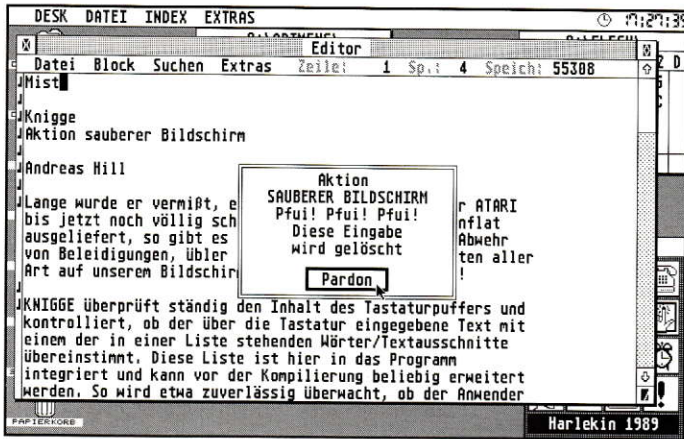 DESK DATEI INDEX EXTRAS
Editor
Datei Block Suchen Extras Zeile: 1 Sp.: 4 Speich: 55308
Mist
Knigge
Aktion sauberer Bildschirm
Andreas Hill
Lange wurde er vermißt, e
r ATARI
bis jetzt noch völlig sch
nflat
ausgeliefert, so gibt es
Abwehr
von Beleidigungen, übler
ten aller
Art auf unserem Bildschir
!
Aktion
SAUBERER BILDSCHIRM
Pfui! Pfui! Pfui!
Diese Eingabe
wird gelöscht
Pardon
KNIGGE überprüft ständig den Inhalt des Tastaturpuffers und
kontrolliert, ob der über die Tastatur eingegebene Text mit
einem der in einer Liste stehenden Wörter/Textausschnitte
übereinstimmt. Diese Liste ist hier in das Programm
integriert und kann vor der Kompilierung beliebig erweitert
werden. So wird etwa zuverlässig überwacht, ob der Anwender
PAPIERKORB
Harlekin 1989